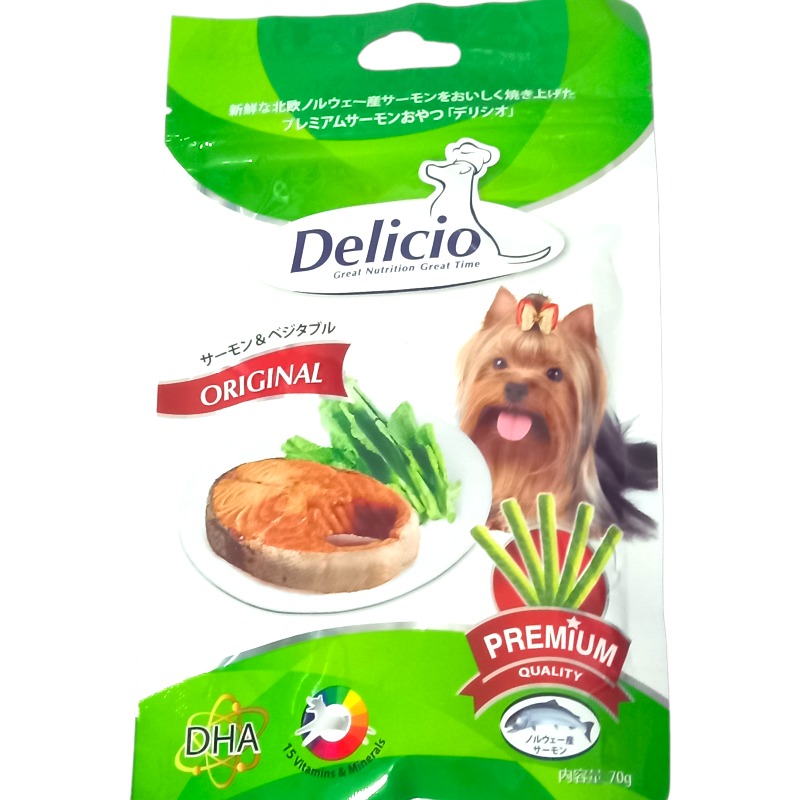 新鮮な北欧ノルウェー産サーモンをおいしく焼き上げた
プレミアムサーモンおやつ「デリシオ」
Delicio
Great Nutrition Great Time
サーモン&ベジタブル
ORIGINAL
PREMiUM
QUALITY
DHA
15 Vitamins & Minerals
ノルウェー産
サーモン
内容量 70g